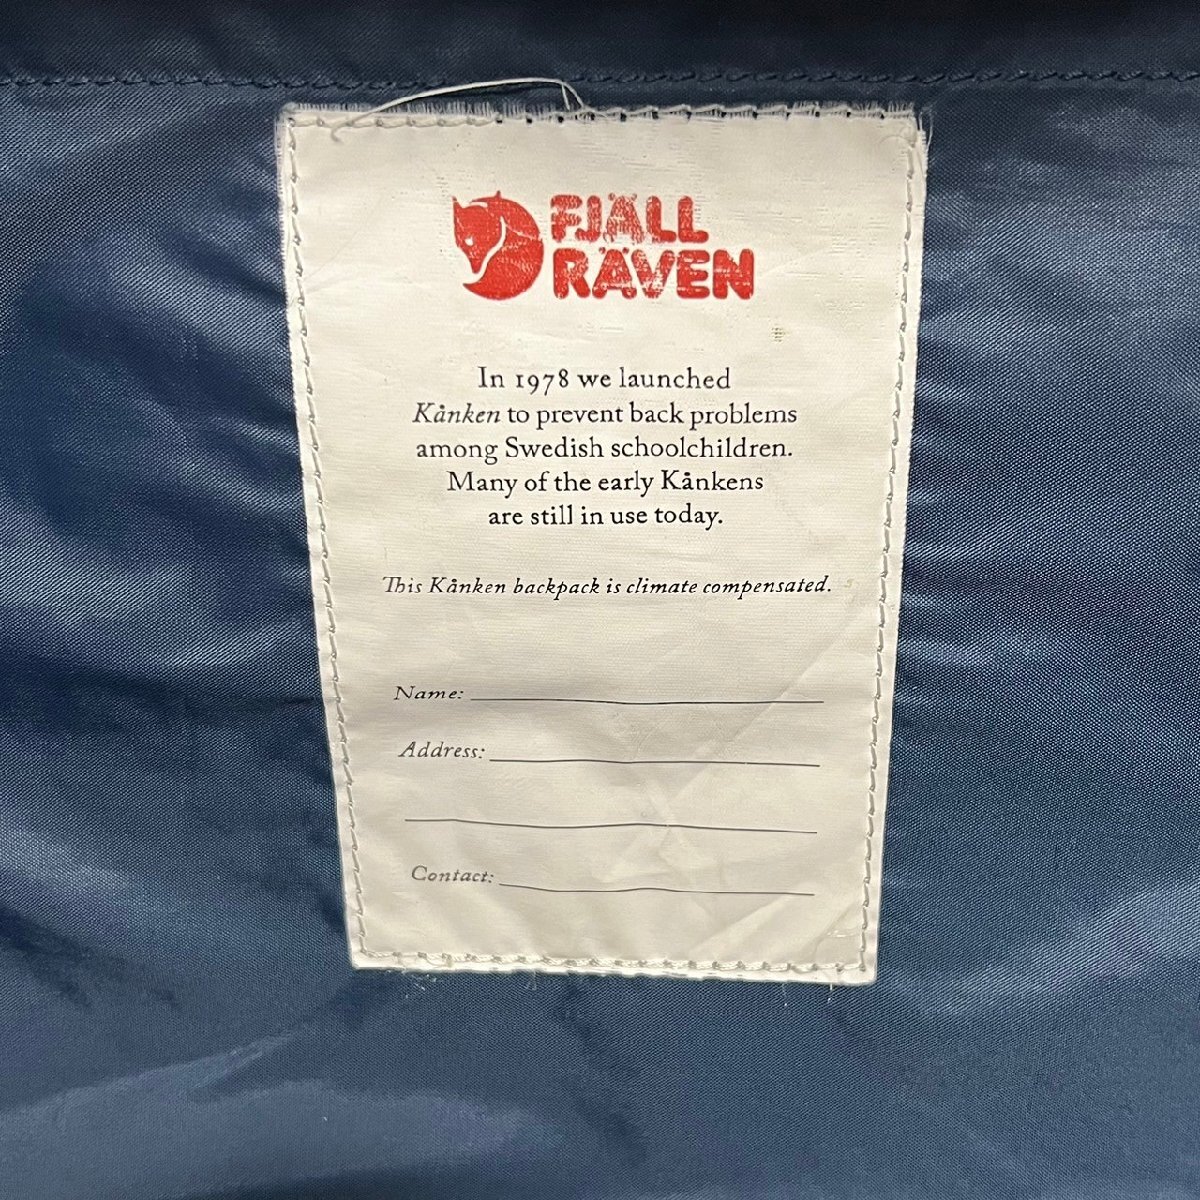 FJÄLL
RÄVEN
In 1978 we launched
Kånken to prevent back problems
among Swedish schoolchildren.
Many of the early Kånkens
are still in use today.
This Kånken backpack is climate compensated.
Name:
Address:
Contact: